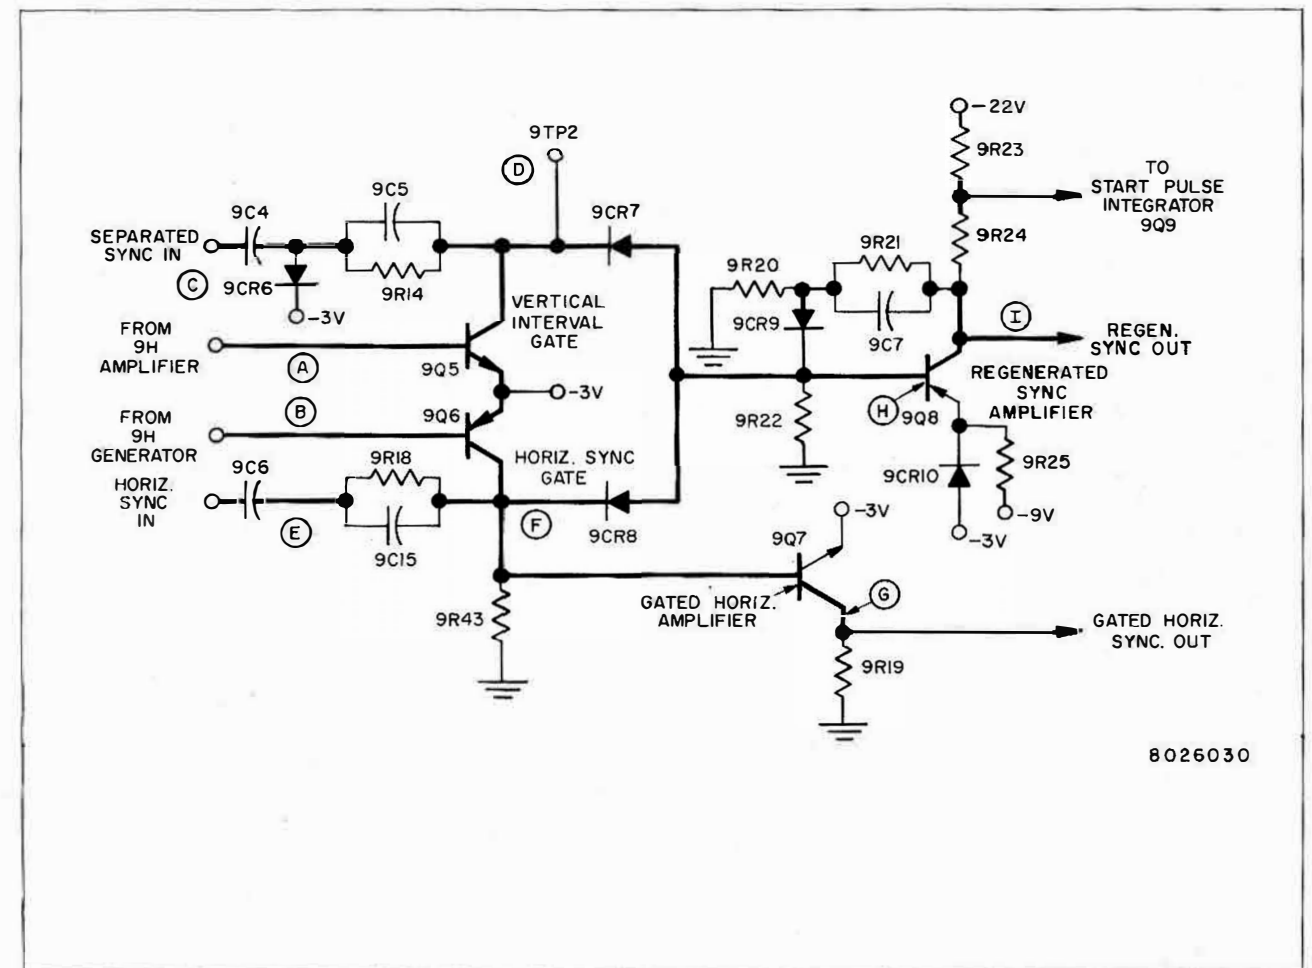 -22V
9R23
TO
START PULSE
INTEGRATOR
9Q9
9R24
9TP2
D
9C5
9C4
9CR7
SEPARATED
SYNC IN
C
9CR6
9R14
-3V
9R21
9R20
9CR9
9C7
I
REGEN.
SYNC OUT
VERTICAL
INTERVAL
GATE
FROM
9H
AMPLIFIER
A
9Q5
-3V
REGENERATED
SYNC
AMPLIFIER
H
9Q8
B
9Q6
9R22
FROM
9H
GENERATOR
9C6
9R18
HORIZ. SYNC
GATE
9CR10
9R25
HORIZ.
SYNC
IN
E
9C15
F
9CR8
-3V
-9V
-3V
9Q7
G
GATED HORIZ.
AMPLIFIER
9R43
GATED HORIZ.
SYNC. OUT
9R19
8026030